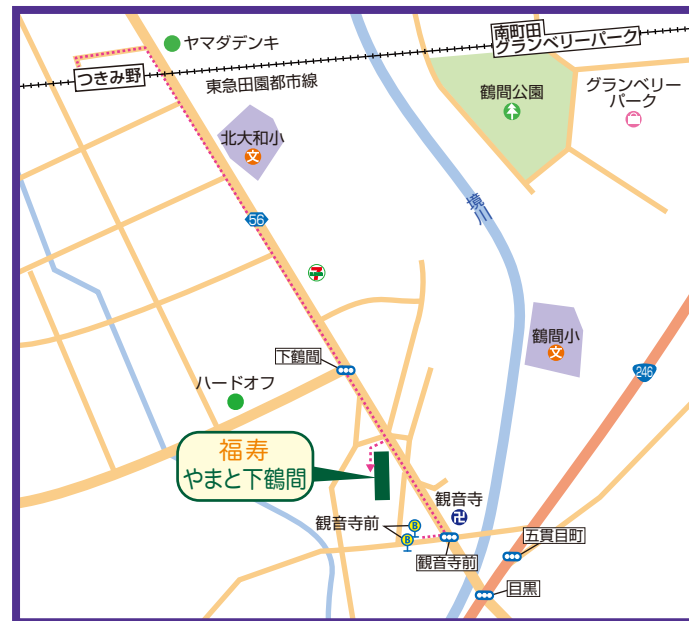 ヤマダデンキ
南町田
グランベリーパーク
つきみ野
東急田園都市線
鶴間公園
グランベリー
パーク
北大和小
文
境川
56
7
鶴間小
文
下鶴間
246
ハードオフ
福寿
やまと下鶴間
観音寺
卍
観音寺前
B
B
五貫目町
観音寺前
目黒